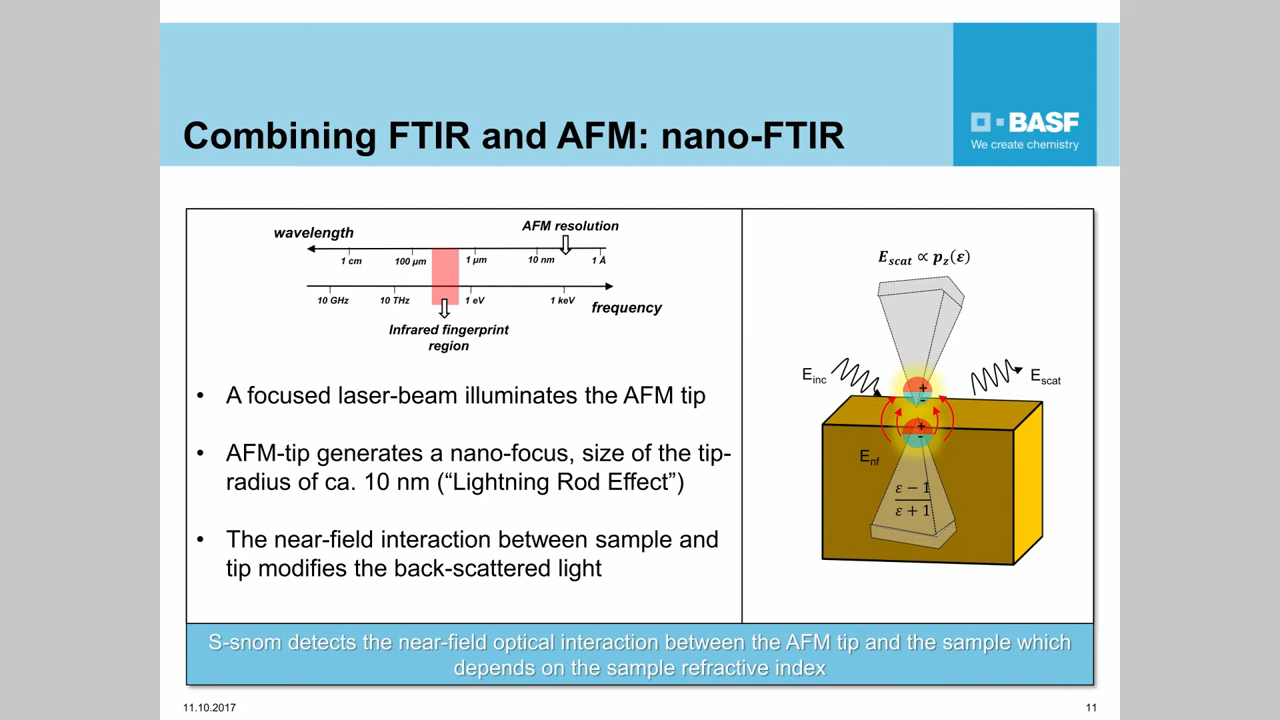 Combining FTIR and AFM: nano-FTIR
BASF
We create chemistry
wavelength
AFM resolution
1 cm 100 µm 1 µm 10 nm 1 Å
10 GHz 10 THz 1 eV 1 keV
frequency
Infrared fingerprint
region
• A focused laser-beam illuminates the AFM tip
• AFM-tip generates a nano-focus, size of the tip-
radius of ca. 10 nm (“Lightning Rod Effect”)
• The near-field interaction between sample and
tip modifies the back-scattered light
E_scat ∝ p_z(ε)
E_inc
E_scat
+
-
+
-
E_nf
ε − 1
ε + 1
S-snom detects the near-field optical interaction between the AFM tip and the sample which
depends on the sample refractive index
11.10.2017
11